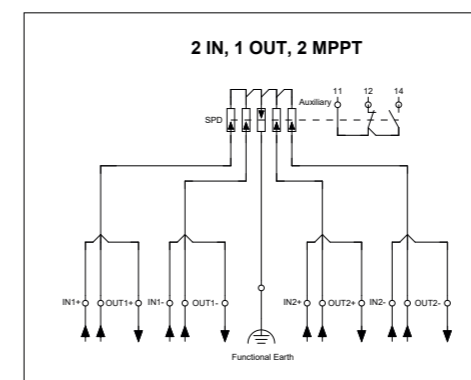 2 IN, 1 OUT, 2 MPPT
11 12 14
Auxiliary
SPD
IN1+ OUT1+ IN1- OUT1- IN2+ OUT2+ IN2- OUT2-
Functional Earth